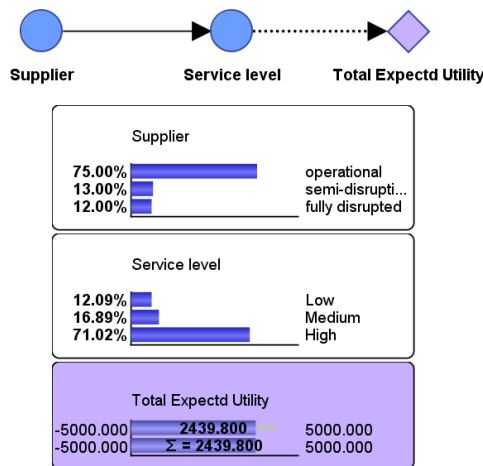 Supplier Service level Total Expectd Utility
Supplier
75.00% operational
13.00% semi-disrupti...
12.00% fully disrupted
Service level
12.09% Low
16.89% Medium
71.02% High
Total Expectd Utility
-5000.000 2439.800 5000.000
-5000.000 Σ = 2439.800 5000.000